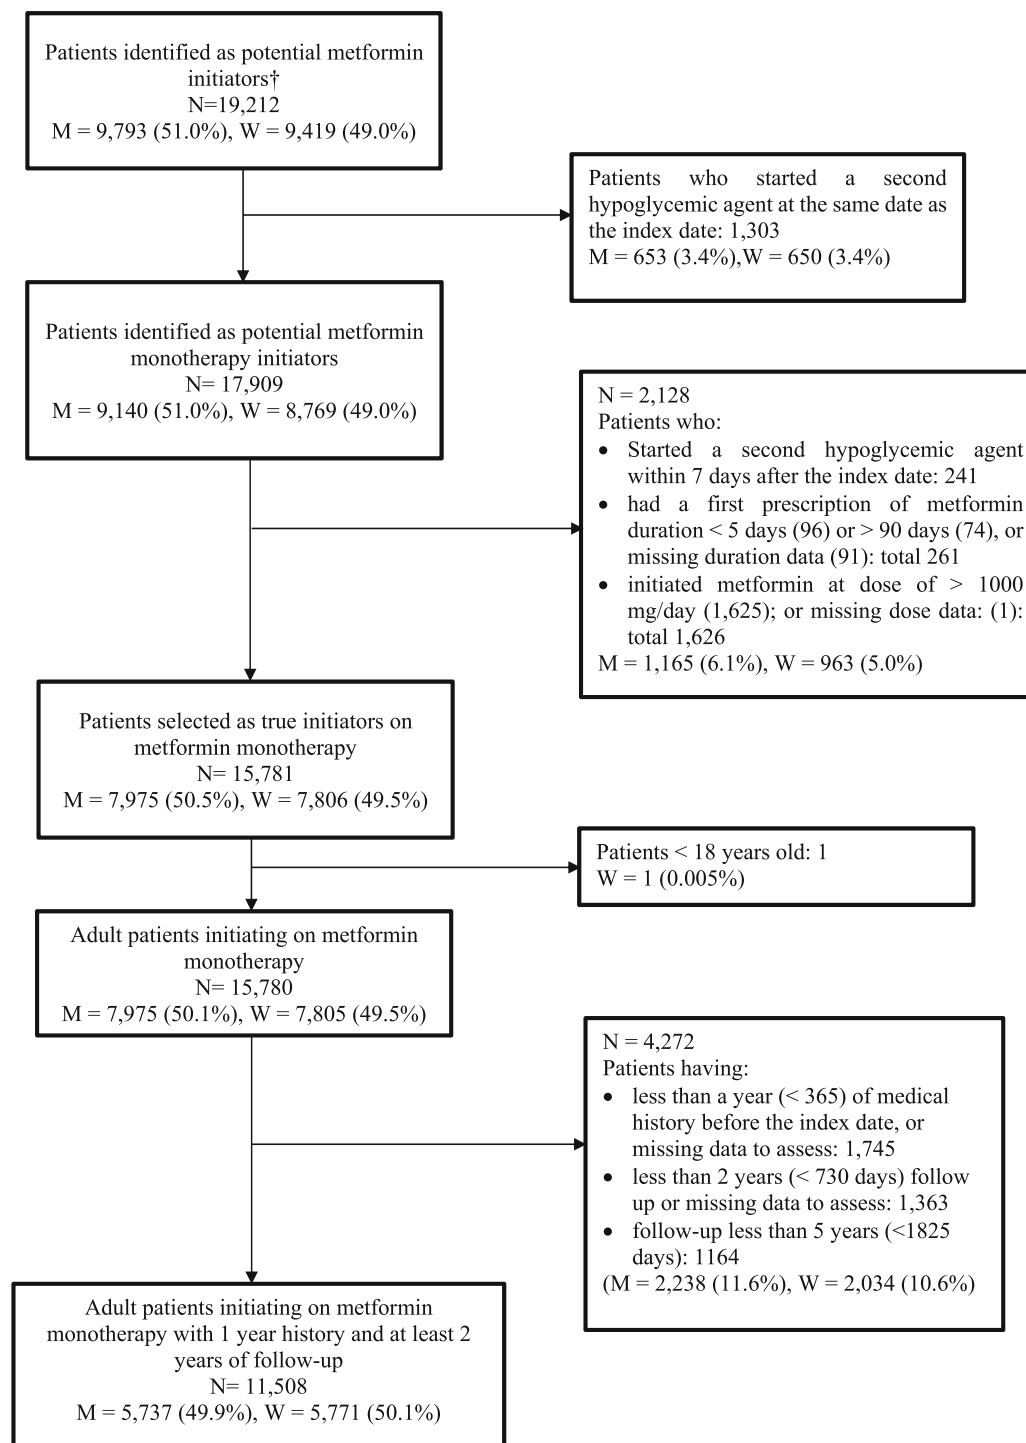 Patients identified as potential metformin
initiators†
N=19,212
M = 9,793 (51.0%), W = 9,419 (49.0%)
Patients who started a second
hypoglycemic agent at the same date as
the index date: 1,303
M = 653 (3.4%),W = 650 (3.4%)
Patients identified as potential metformin
monotherapy initiators
N= 17,909
M = 9,140 (51.0%), W = 8,769 (49.0%)
N = 2,128
Patients who:
• Started a second hypoglycemic agent
within 7 days after the index date: 241
• had a first prescription of metformin
duration < 5 days (96) or > 90 days (74), or
missing duration data (91): total 261
• initiated metformin at dose of > 1000
mg/day (1,625); or missing dose data: (1):
total 1,626
M = 1,165 (6.1%), W = 963 (5.0%)
Patients selected as true initiators on
metformin monotherapy
N= 15,781
M = 7,975 (50.5%), W = 7,806 (49.5%)
Patients < 18 years old: 1
W = 1 (0.005%)
Adult patients initiating on metformin
monotherapy
N= 15,780
M = 7,975 (50.1%), W = 7,805 (49.5%)
N = 4,272
Patients having:
• less than a year (< 365) of medical
history before the index date, or
missing data to assess: 1,745
• less than 2 years (< 730 days) follow
up or missing data to assess: 1,363
• follow-up less than 5 years (<1825
days): 1164
(M = 2,238 (11.6%), W = 2,034 (10.6%)
Adult patients initiating on metformin
monotherapy with 1 year history and at least 2
years of follow-up
N= 11,508
M = 5,737 (49.9%), W = 5,771 (50.1%)